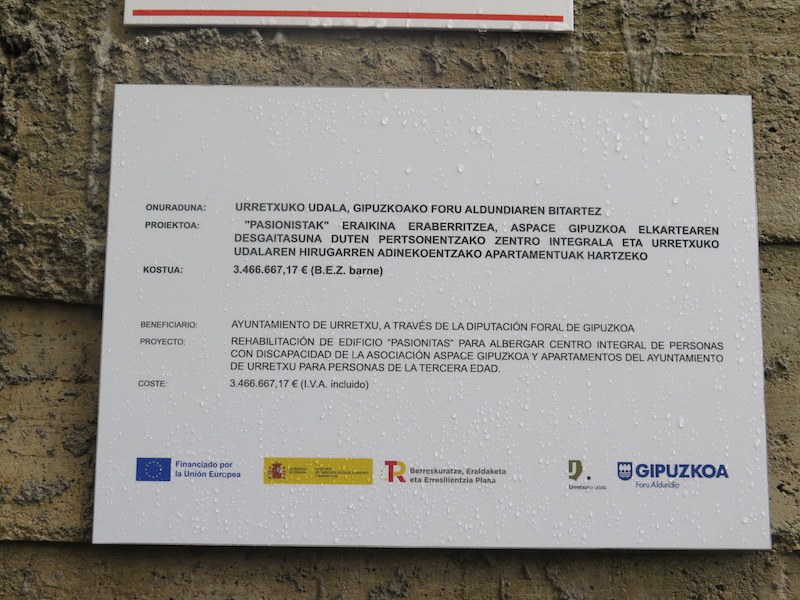 ONURADUNA: URRETXUKO UDALA, GIPUZKOAKO FORU ALDUNDIAREN BITARTEZ
PROIEKTOA: "PASIONISTAK" ERAIKINA ERABERRITZEA, ASPACE GIPUZKOA ELKARTEAREN
DESGAITASUNA DUTEN PERTSONENTZAKO ZENTRO INTEGRALA ETA URRETXUKO
UDALAREN HIRUGARREN ADINEKOENTZAKO APARTAMENTUAK HARTZEKO
KOSTUA: 3.466.667,17 € (B.E.Z. barne)
BENEFICIARIO: AYUNTAMIENTO DE URRETXU, A TRAVÉS DE LA DIPUTACIÓN FORAL DE GIPUZKOA
PROYECTO: REHABILITACIÓN DE EDIFICIO "PASIONITAS" PARA ALBERGAR CENTRO INTEGRAL DE PERSONAS
CON DISCAPACIDAD DE LA ASOCIACIÓN ASPACE GIPUZKOA Y APARTAMENTOS DEL AYUNTAMIENTO
DE URRETXU PARA PERSONAS DE LA TERCERA EDAD.
COSTE: 3.466.667,17 € (I.V.A. incluido)
Financiado por
la Unión Europea
GOBIERNO
DE ESPAÑA
TR
Berreskuratze, Eraldaketa
eta Erresilientzia Plana
Urretxuko udala
GIPUZKOA
Foru Aldundia